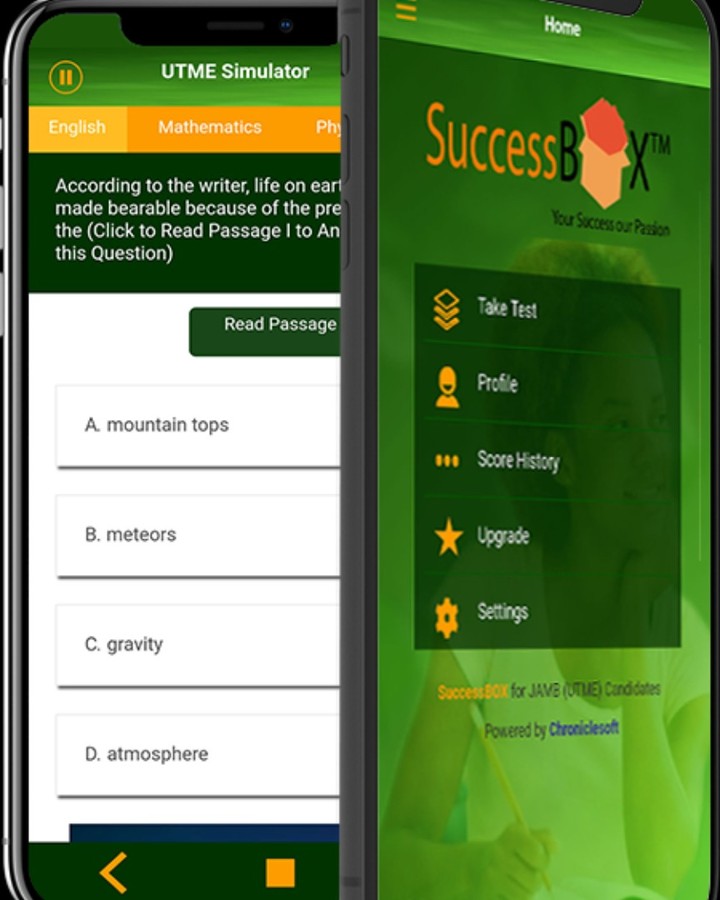 UTME Simulator
English
Mathematics
Phy
According to the writer, life on eart
made bearable because of the pre
the (Click to Read Passage I to An
this Question)
Read Passage
A. mountain tops
B. meteors
C. gravity
D. atmosphere
Home
SuccessBOX™
Your Success our Passion
Take Test
Profile
Score History
Upgrade
Settings
SuccessBOX for JAMB (UTME) Candidates
Powered by Chroniclesoft